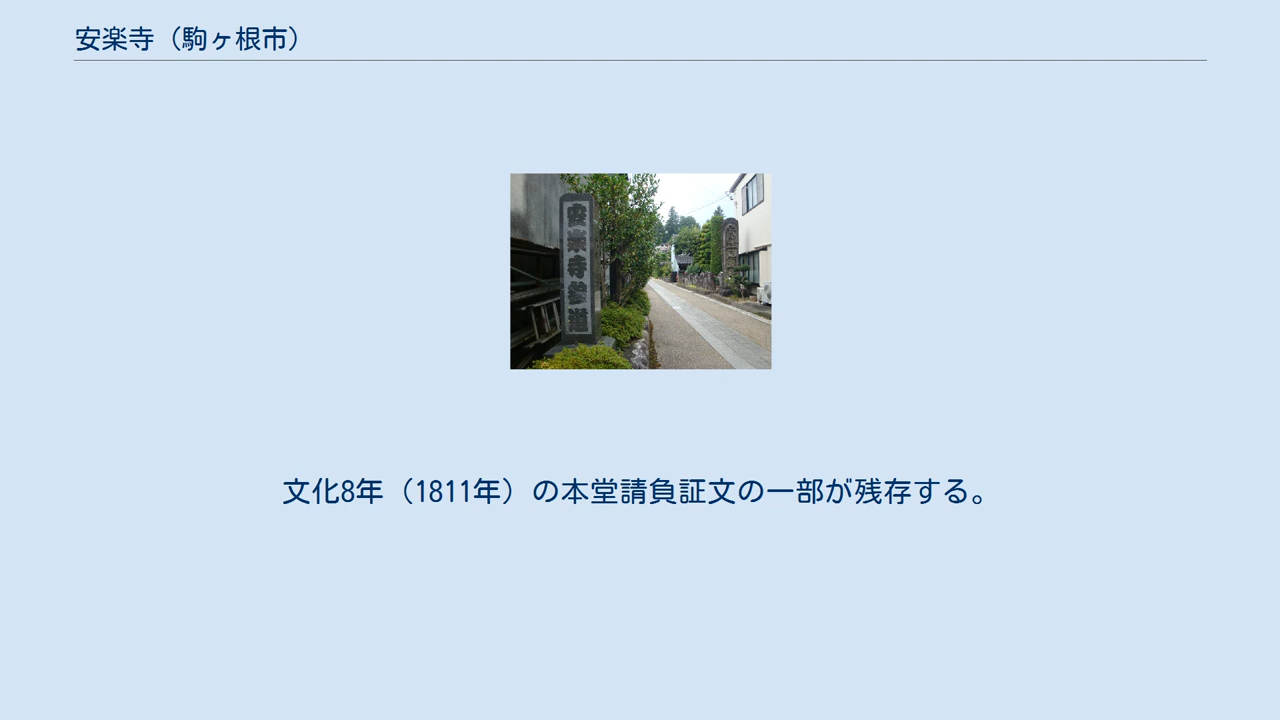 安楽寺（駒ヶ根市）
安楽寺参道
文化8年（1811年）の本堂請負証文の一部が残存する。